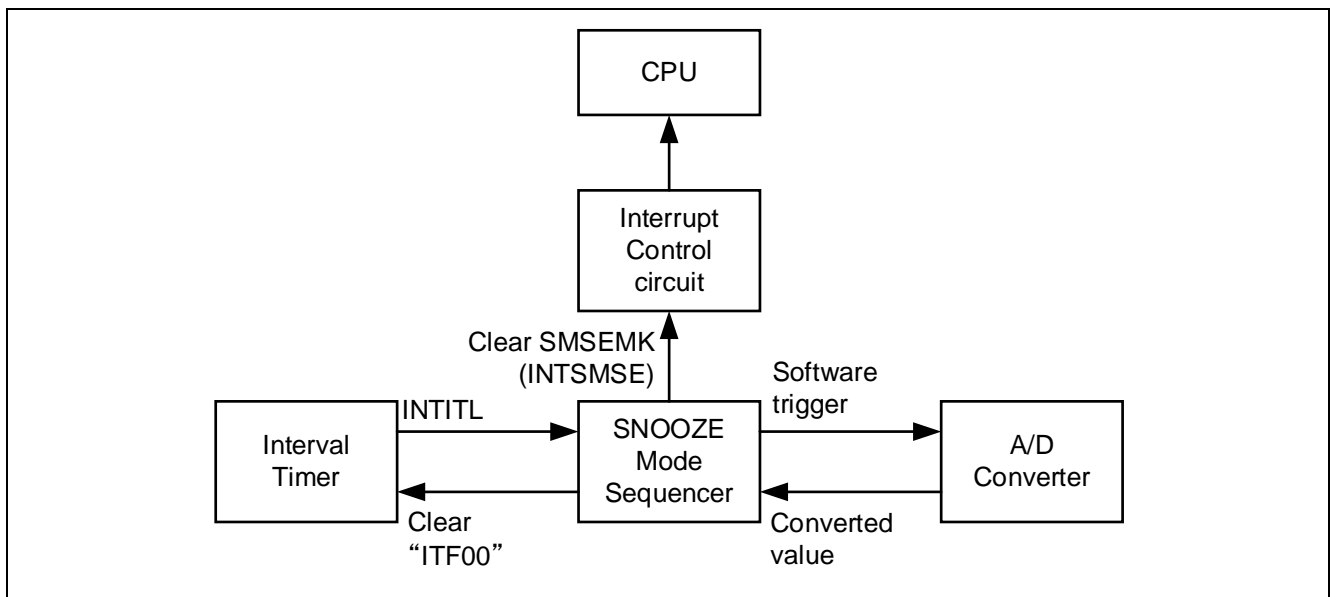 CPU
Interrupt
Control
circuit
Clear SMSEMK
(INTSMSE)
Software
trigger
INTITL
Interval
Timer
SNOOZE
Mode
Sequencer
A/D
Converter
Clear
“ITF00”
Converted
value